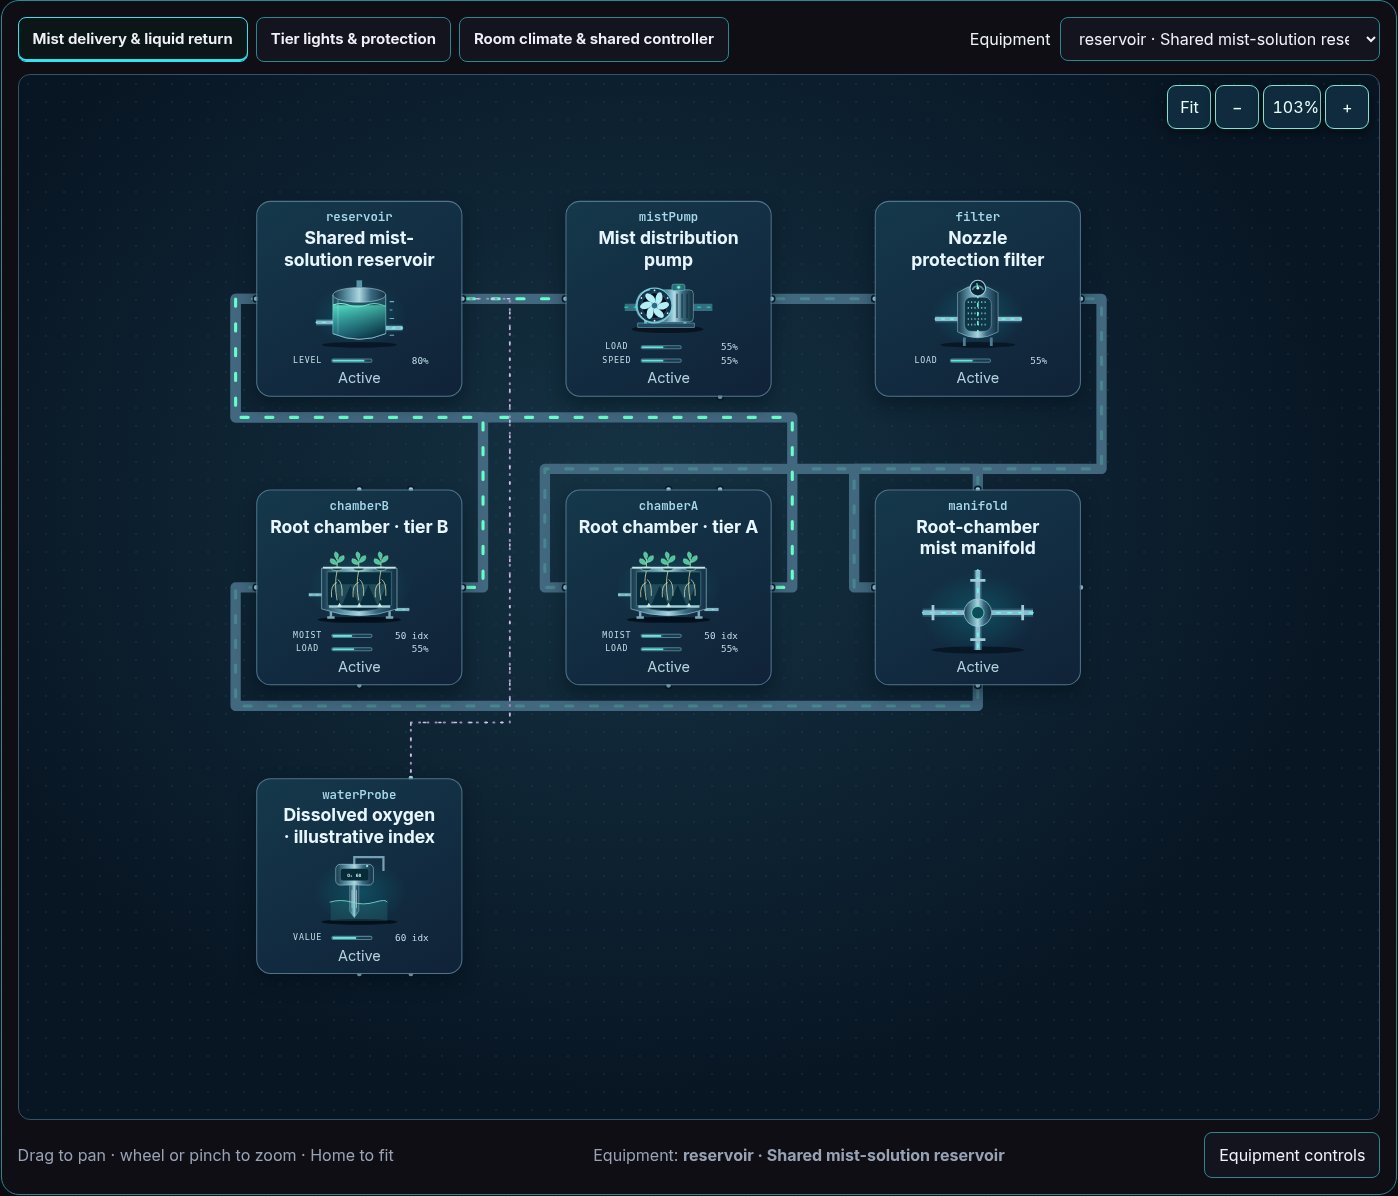 Mist delivery & liquid return
Tier lights & protection
Room climate & shared controller
Equipment
reservoir · Shared mist-solution rese
Fit
−
103%
+
reservoir
Shared mist-
solution reservoir
LEVEL 80%
Active
mistPump
Mist distribution
pump
LOAD 55%
SPEED 55%
Active
filter
Nozzle
protection filter
LOAD 55%
Active
chamberB
Root chamber · tier B
MOIST 50 idx
LOAD 55%
Active
chamberA
Root chamber · tier A
MOIST 50 idx
LOAD 55%
Active
manifold
Root-chamber
mist manifold
Active
waterProbe
Dissolved oxygen
· illustrative index
VALUE 60 idx
Active
Drag to pan · wheel or pinch to zoom · Home to fit
Equipment: reservoir · Shared mist-solution reservoir
Equipment controls